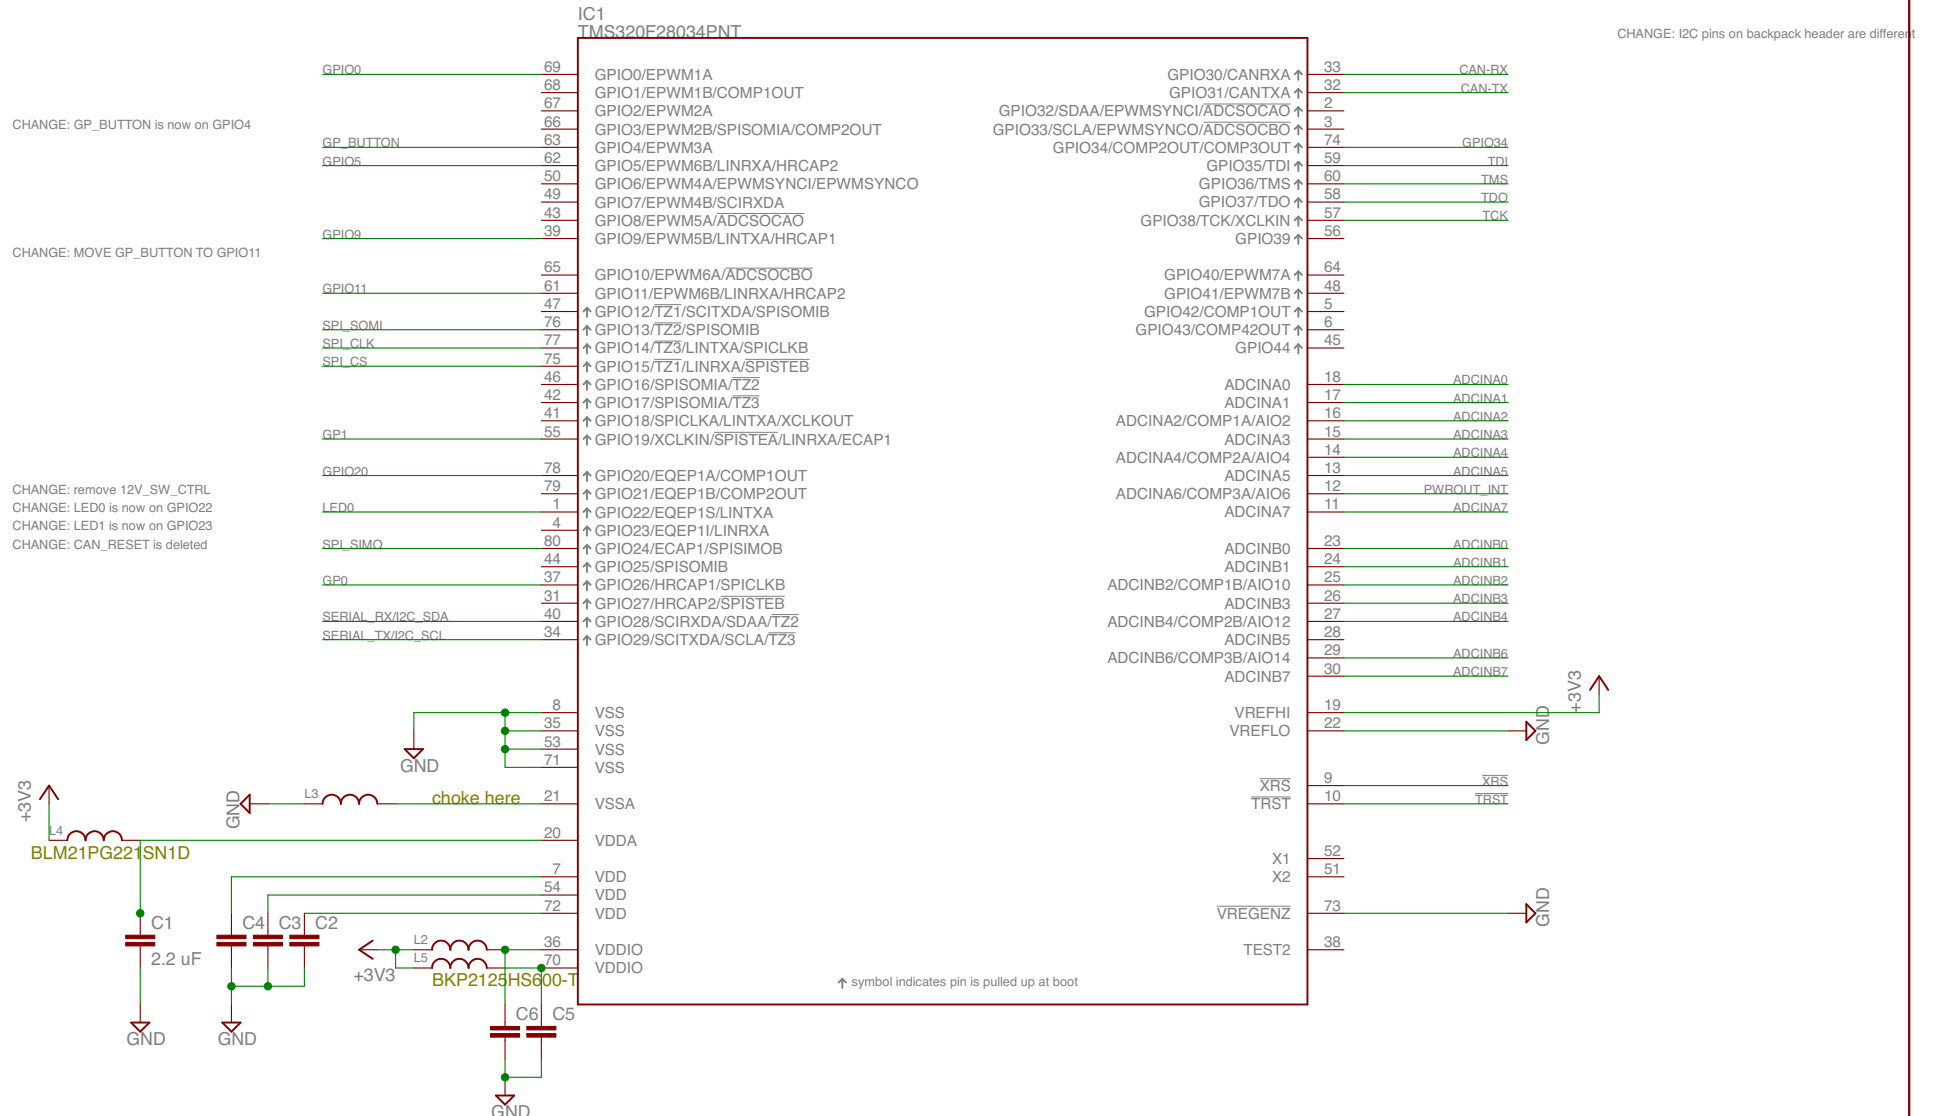 IC1
TMS320F28034PNT
CHANGE: I2C pins on backpack header are different
CHANGE: GP_BUTTON is now on GPIO4
CHANGE: MOVE GP_BUTTON TO GPIO11
CHANGE: remove 12V_SW_CTRL
CHANGE: LED0 is now on GPIO22
CHANGE: LED1 is now on GPIO23
CHANGE: CAN_RESET is deleted
GPIO0 69 GPIO0/EPWM1A
68 GPIO1/EPWM1B/COMP1OUT
67 GPIO2/EPWM2A
66 GPIO3/EPWM2B/SPISOMIA/COMP2OUT
GP_BUTTON 63 GPIO4/EPWM3A
GPIO5 62 GPIO5/EPWM6B/LINRXA/HRCAP2
50 GPIO6/EPWM4A/EPWMSYNCI/EPWMSYNCO
49 GPIO7/EPWM4B/SCIRXDA
43 GPIO8/EPWM5A/ADCSOCAO
GPIO9 39 GPIO9/EPWM5B/LINTXA/HRCAP1
65 GPIO10/EPWM6A/ADCSOCBO
GPIO11 61 GPIO11/EPWM6B/LINRXA/HRCAP2
47 GPIO12/TZ1/SCITXDA/SPISOMIB
SPI_SOMI 76 GPIO13/TZ2/SPISOMIB
SPI_CLK 77 GPIO14/TZ3/LINTXA/SPICLKB
SPI_CS 75 GPIO15/TZ1/LINRXA/SPISTEB
46 GPIO16/SPISOMIA/TZ2
42 GPIO17/SPISOMIA/TZ3
41 GPIO18/SPICLKA/LINTXA/XCLKOUT
GP1 55 GPIO19/XCLKIN/SPISTEA/LINRXA/ECAP1
GPIO20 78 GPIO20/EQEP1A/COMP1OUT
79 GPIO21/EQEP1B/COMP2OUT
LED0 1 GPIO22/EQEP1S/LINTXA
4 GPIO23/EQEP1I/LINRXA
SPI_SIMO 80 GPIO24/ECAP1/SPISIMOB
44 GPIO25/SPISOMIB
GP0 37 GPIO26/HRCAP1/SPICLKB
31 GPIO27/HRCAP2/SPISTEB
SERIAL_RX/I2C_SDA 40 GPIO28/SCIRXDA/SDAA/TZ2
SERIAL_TX/I2C_SCL 34 GPIO29/SCITXDA/SCLA/TZ3
8 VSS
35 VSS
53 VSS
71 VSS
GND
GND L3 choke here 21 VSSA
+3V3 L4 20 VDDA
BLM21PG221SN1D
7 VDD
54 VDD
72 VDD
C1 C4 C3 C2
2.2 uF
+3V3 L2 36 VDDIO
L5 70 VDDIO
BKP2125HS600-T
C6 C5
GND
GND
GND
GPIO30/CANRXA 33 CAN-RX
GPIO31/CANTXA 32 CAN-TX
GPIO32/SDAA/EPWMSYNCI/ADCSOCAO 2
GPIO33/SCLA/EPWMSYNCO/ADCSOCBO 3
GPIO34/COMP2OUT/COMP3OUT 74 GPIO34
GPIO35/TDI 59 TDI
GPIO36/TMS 60 TMS
GPIO37/TDO 58 TDO
GPIO38/TCK/XCLKIN 57 TCK
GPIO39 56
GPIO40/EPWM7A 64
GPIO41/EPWM7B 48
GPIO42/COMP1OUT 5
GPIO43/COMP42OUT 6
GPIO44 45
ADCINA0 18 ADCINA0
ADCINA1 17 ADCINA1
ADCINA2/COMP1A/AIO2 16 ADCINA2
ADCINA3 15 ADCINA3
ADCINA4/COMP2A/AIO4 14 ADCINA4
ADCINA5 13 ADCINA5
ADCINA6/COMP3A/AIO6 12 PWROUT_INT
ADCINA7 11 ADCINA7
ADCINB0 23 ADCINB0
ADCINB1 24 ADCINB1
ADCINB2/COMP1B/AIO10 25 ADCINB2
ADCINB3 26 ADCINB3
ADCINB4/COMP2B/AIO12 27 ADCINB4
ADCINB5 28
ADCINB6/COMP3B/AIO14 29 ADCINB6
ADCINB7 30 ADCINB7
VREFHI 19 +3V3
VREFLO 22 GND
XRS 9 XRS
TRST 10 TRST
X1 52
X2 51
VREGENZ 73 GND
TEST2 38
↑ symbol indicates pin is pulled up at boot